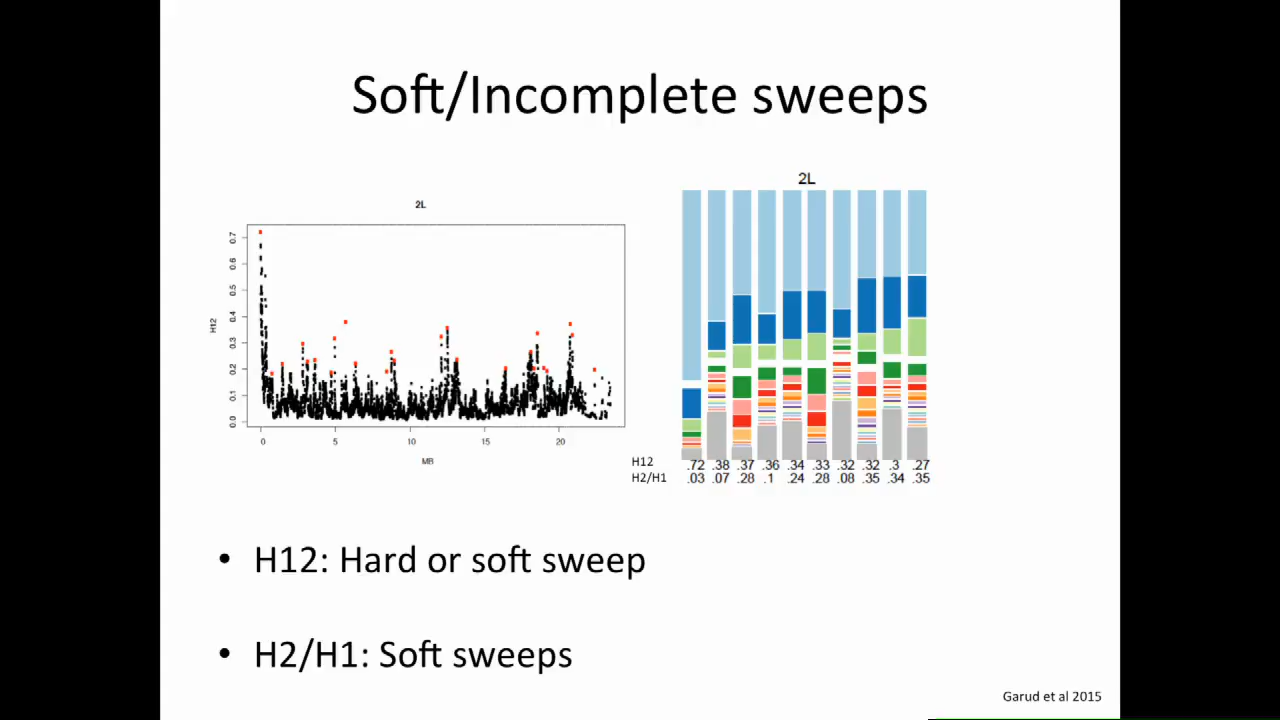 Soft/Incomplete sweeps
2L
H12
0.7
0.6
0.5
0.4
0.3
0.2
0.1
0.0
0 5 10 15 20
MB
2L
H12 .72 .38 .37 .36 .34 .33 .32 .32 .3 .27
H2/H1 .03 .07 .28 .1 .24 .28 .08 .35 .34 .35
• H12: Hard or soft sweep
• H2/H1: Soft sweeps
Garud et al 2015